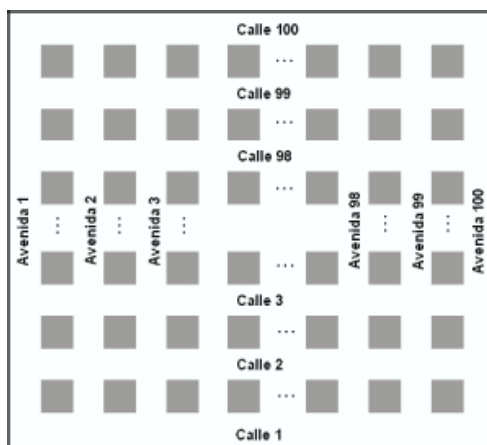 Calle 100
...
Calle 99
...
Calle 98
...
Avenida 1
Avenida 2
Avenida 3
Avenida 98
Avenida 99
Avenida 100
...
...
...
...
...
...
Calle 3
...
Calle 2
...
Calle 1